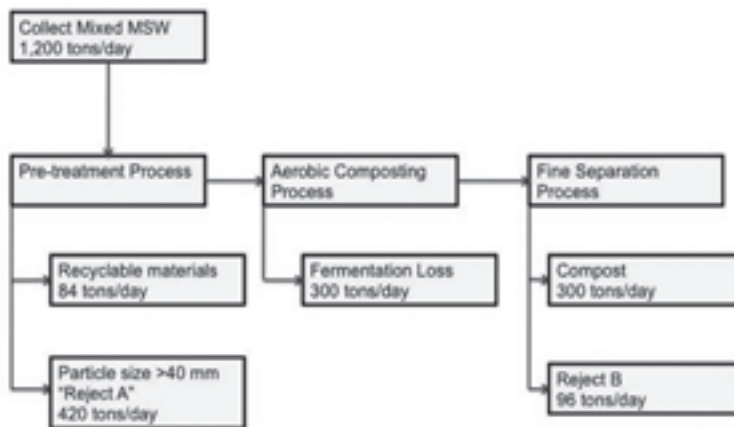 Collect Mixed MSW
1,200 tons/day
Pre-treatment Process
Aerobic Composting
Process
Fine Separation
Process
Recyclable materials
84 tons/day
Fermentation Loss
300 tons/day
Compost
300 tons/day
Particle size >40 mm
"Reject A"
420 tons/day
Reject B
96 tons/day